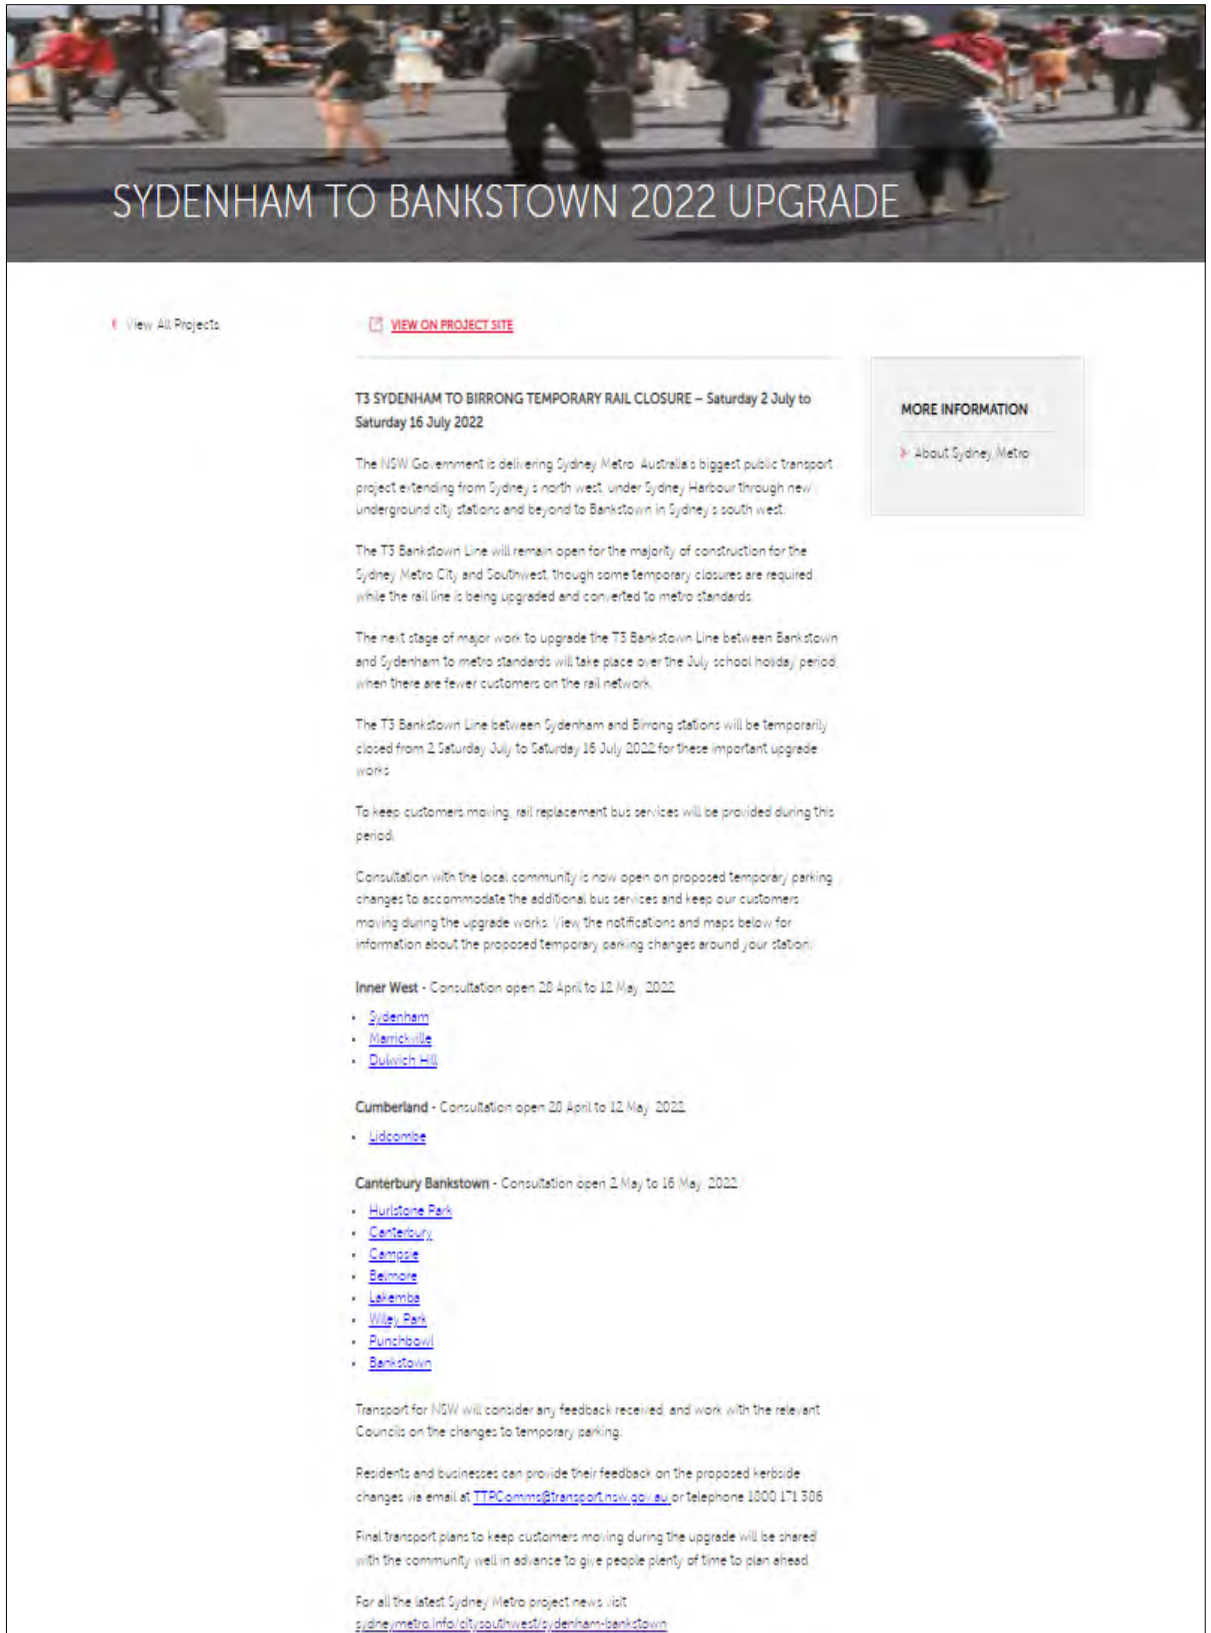 SYDENHAM TO BANKSTOWN 2022 UPGRADE
View All Projects
VIEW ON PROJECT SITE
T3 SYDENHAM TO BIRRONG TEMPORARY RAIL CLOSURE – Saturday 2 July to
Saturday 16 July 2022
MORE INFORMATION
About Sydney Metro
The NSW Government is delivering Sydney Metro Australia's biggest public transport
project extending from Sydney's north west, under Sydney Harbour through new
underground city stations and beyond to Bankstown in Sydney's south west.
The T3 Bankstown Line will remain open for the majority of construction for the
Sydney Metro City and Southwest, though some temporary closures are required
while the rail line is being upgraded and converted to metro standards.
The next stage of major work to upgrade the T3 Bankstown Line between Bankstown
and Sydenham to metro standards will take place over the July school holiday period,
when there are fewer customers on the rail network.
The T3 Bankstown Line between Sydenham and Birrong stations will be temporarily
closed from 2 Saturday July to Saturday 16 July 2022 for these important upgrade
works
To keep customers moving, rail replacement bus services will be provided during this
period.
Consultation with the local community is now open on proposed temporary parking
changes to accommodate the additional bus services and keep our customers
moving during the upgrade works. View the notifications and maps below for
information about the proposed temporary parking changes around your station.
Inner West - Consultation open 28 April to 12 May, 2022
• Sydenham
• Marrickville
• Dulwich Hill
Cumberland - Consultation open 28 April to 12 May, 2022
• Lidcombe
Canterbury Bankstown - Consultation open 2 May to 16 May, 2022
• Hurlstone Park
• Canterbury
• Campsie
• Belmore
• Lakemba
• Wiley Park
• Punchbowl
• Bankstown
Transport for NSW will consider any feedback received, and work with the relevant
Councils on the changes to temporary parking.
Residents and businesses can provide their feedback on the proposed kerbside
changes via email at TTPComms@transport.nsw.gov.au or telephone 1800 171 386
Final transport plans to keep customers moving during the upgrade will be shared
with the community well in advance to give people plenty of time to plan ahead
For all the latest Sydney Metro project news visit
sydneymetro.info/citysouthwest/sydenham-bankstown